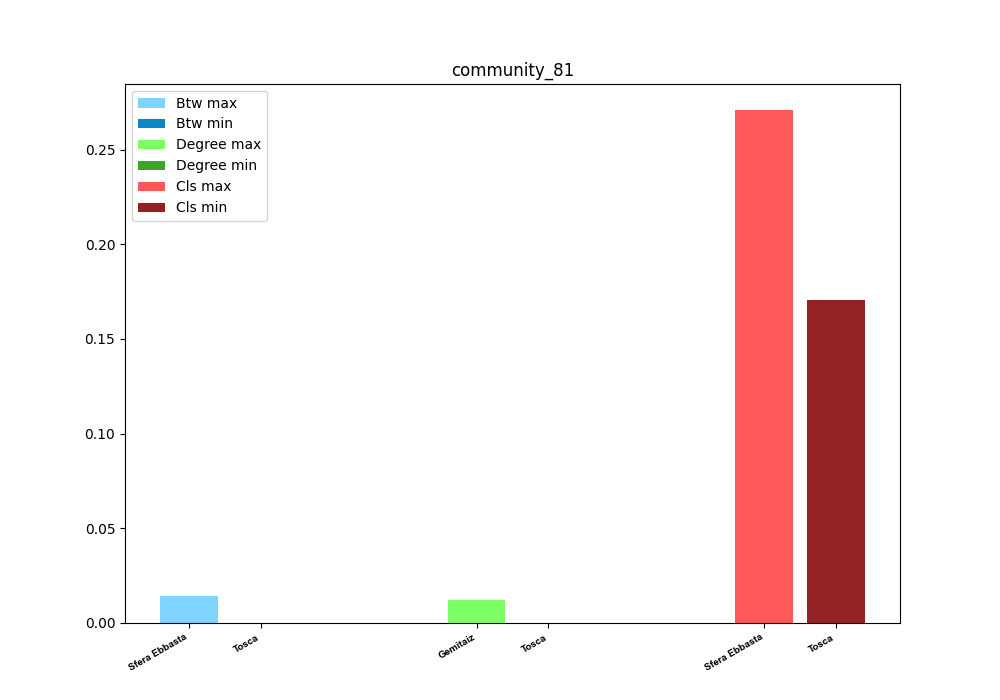 community_81
Btw max
Btw min
Degree max
Degree min
Cls max
Cls min
0.25
0.20
0.15
0.10
0.05
0.00
Sfera Ebbasta Tosca Gemitaiz Tosca Sfera Ebbasta Tosca